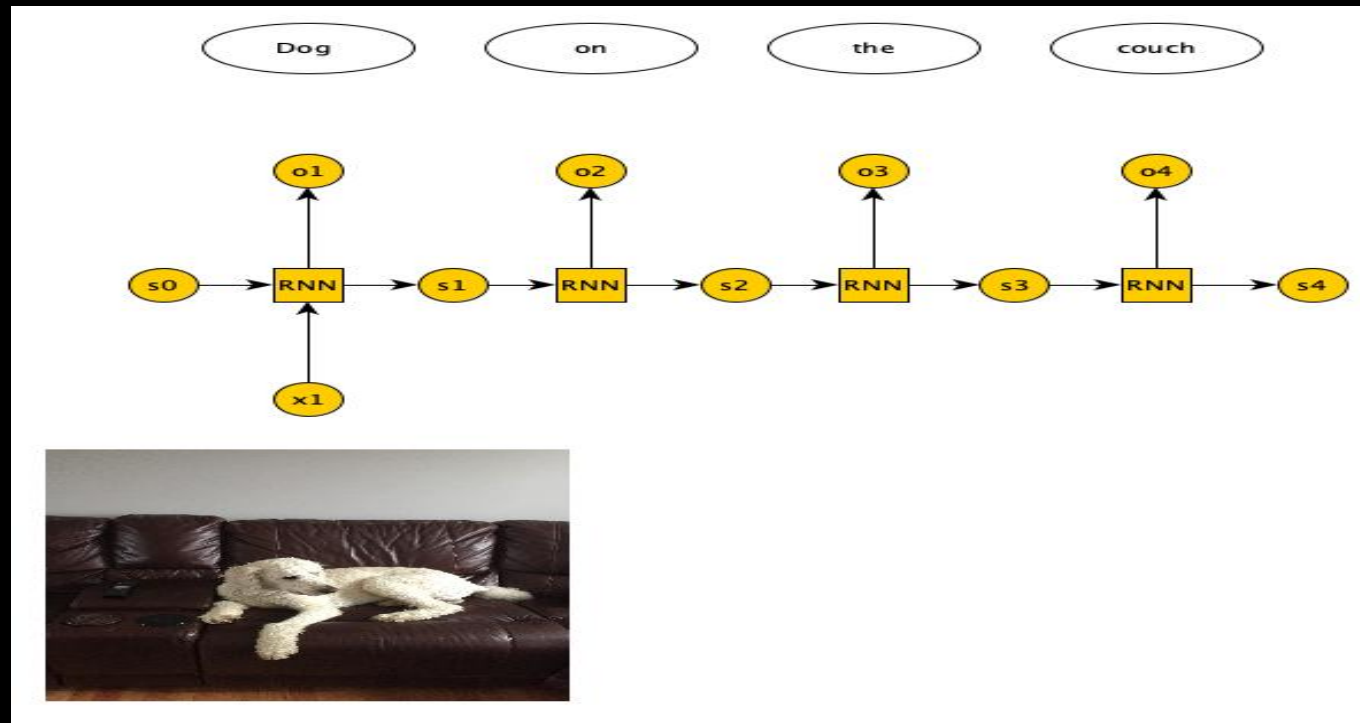 Dog on the couch
o1 o2 o3 o4
s0 RNN s1 RNN s2 RNN s3 RNN s4
x1